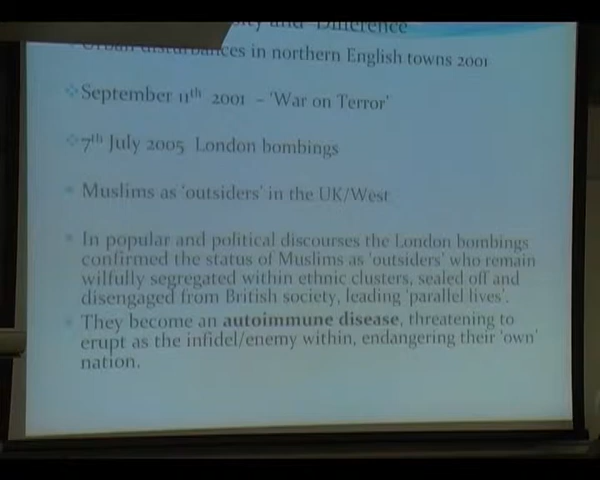 and Difference
Urban disturbances in northern English towns 2001
September 11th 2001 – 'War on Terror'
7th July 2005 London bombings
Muslims as 'outsiders' in the UK/West
In popular and political discourses the London bombings
confirmed the status of Muslims as 'outsiders' who remain
wilfully segregated within ethnic clusters, sealed off and
disengaged from British society, leading 'parallel lives'.
They become an autoimmune disease, threatening to
erupt as the infidel/enemy within, endangering their 'own'
nation.